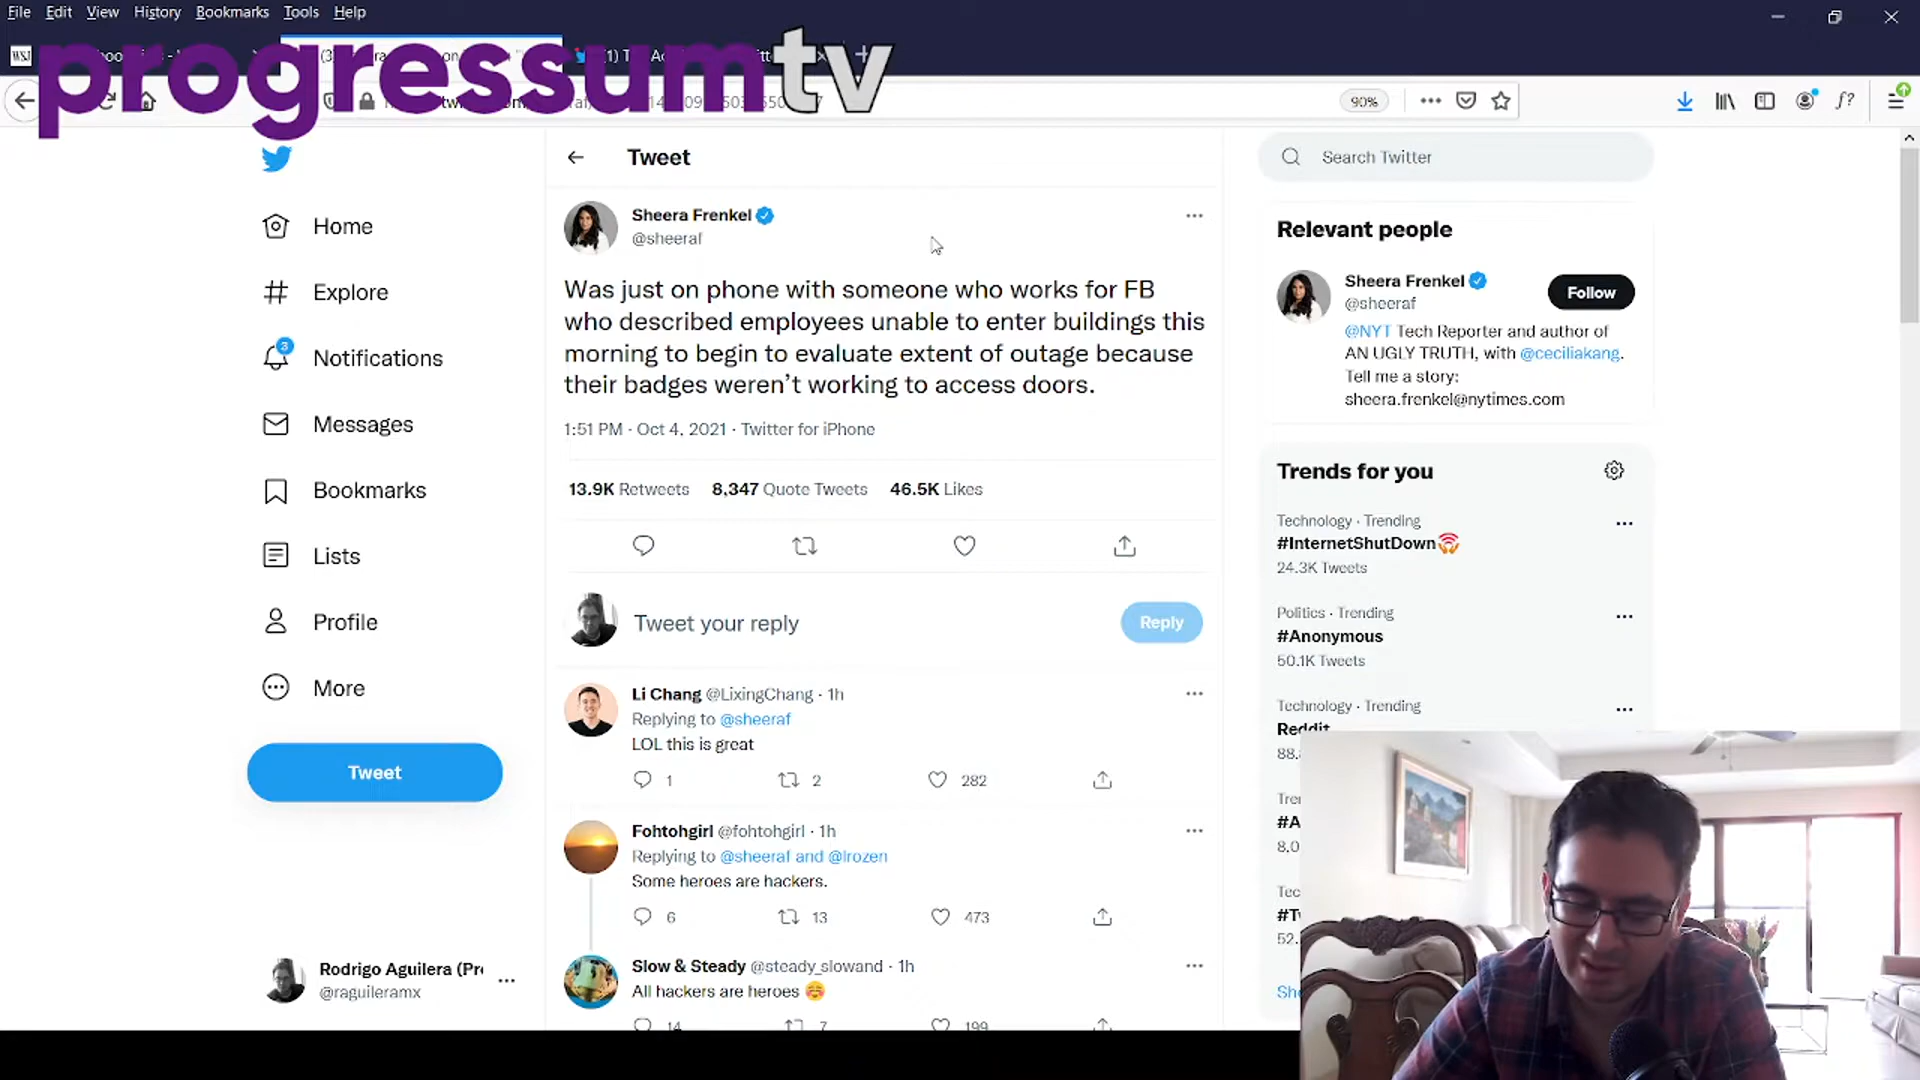 File Edit View History Bookmarks Tools Help
progressumtv
90%
Tweet
Search Twitter
Home
Explore
3
Notifications
Messages
Bookmarks
Lists
Profile
More
Tweet
Rodrigo Aguilera (Pr
@raguileramx
Sheera Frenkel
@sheeraf
Was just on phone with someone who works for FB
who described employees unable to enter buildings this
morning to begin to evaluate extent of outage because
their badges weren't working to access doors.
1:51 PM · Oct 4, 2021 · Twitter for iPhone
13.9K Retweets 8,347 Quote Tweets 46.5K Likes
Tweet your reply
Reply
Li Chang @LixingChang · 1h
Replying to @sheeraf
LOL this is great
1 2 282
Fohtohgirl @fohtohgirl · 1h
Replying to @sheeraf and @lrozen
Some heroes are hackers.
6 13 473
Slow & Steady @steady_slowand · 1h
All hackers are heroes
14 7 199
Relevant people
Sheera Frenkel
@sheeraf
Follow
@NYT Tech Reporter and author of
AN UGLY TRUTH, with @ceciliakang.
Tell me a story:
sheera.frenkel@nytimes.com
Trends for you
Technology · Trending
#InternetShutDown
24.3K Tweets
Politics · Trending
#Anonymous
50.1K Tweets
Technology · Trending
Reddit